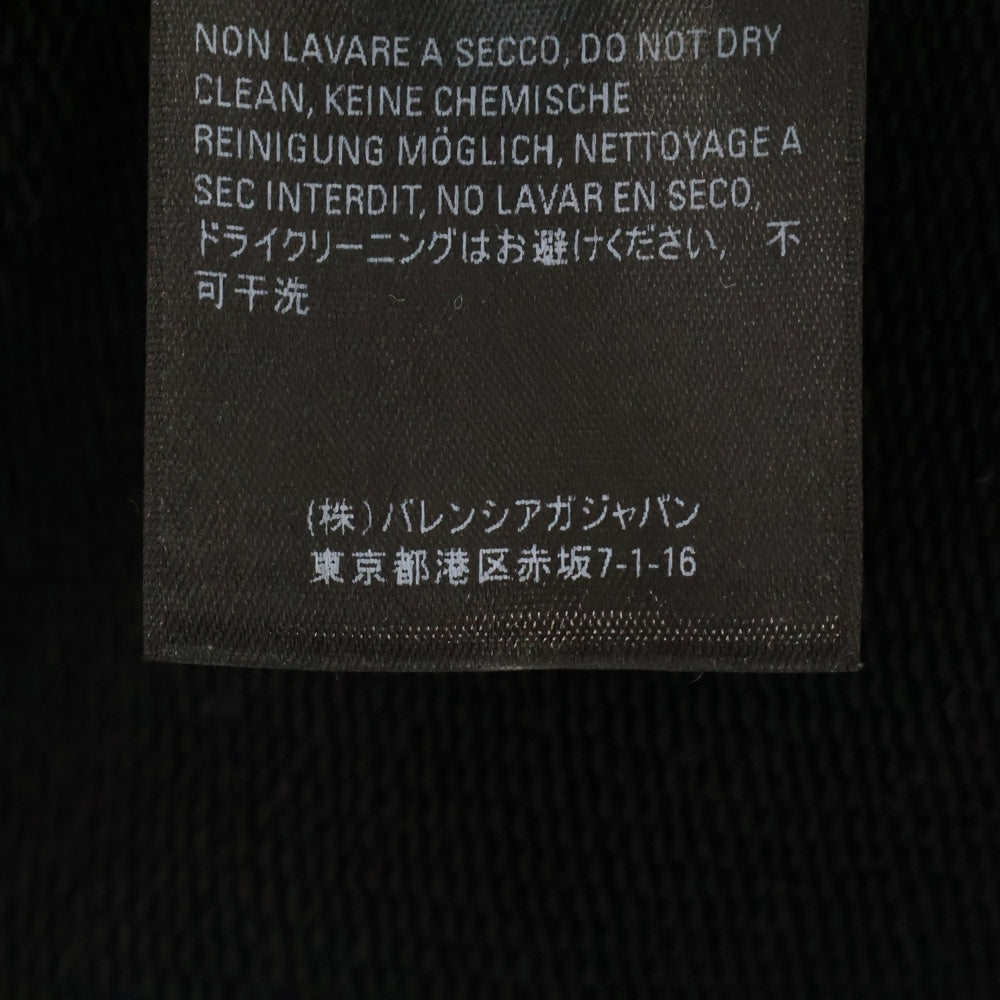 NON LAVARE A SECCO, DO NOT DRY
CLEAN, KEINE CHEMISCHE
REINIGUNG MÖGLICH, NETTOYAGE A
SEC INTERDIT, NO LAVAR EN SECO,
ドライクリーニングはお避けください, 不
可干洗
(株)バレンシアガジャパン
東京都港区赤坂7-1-16